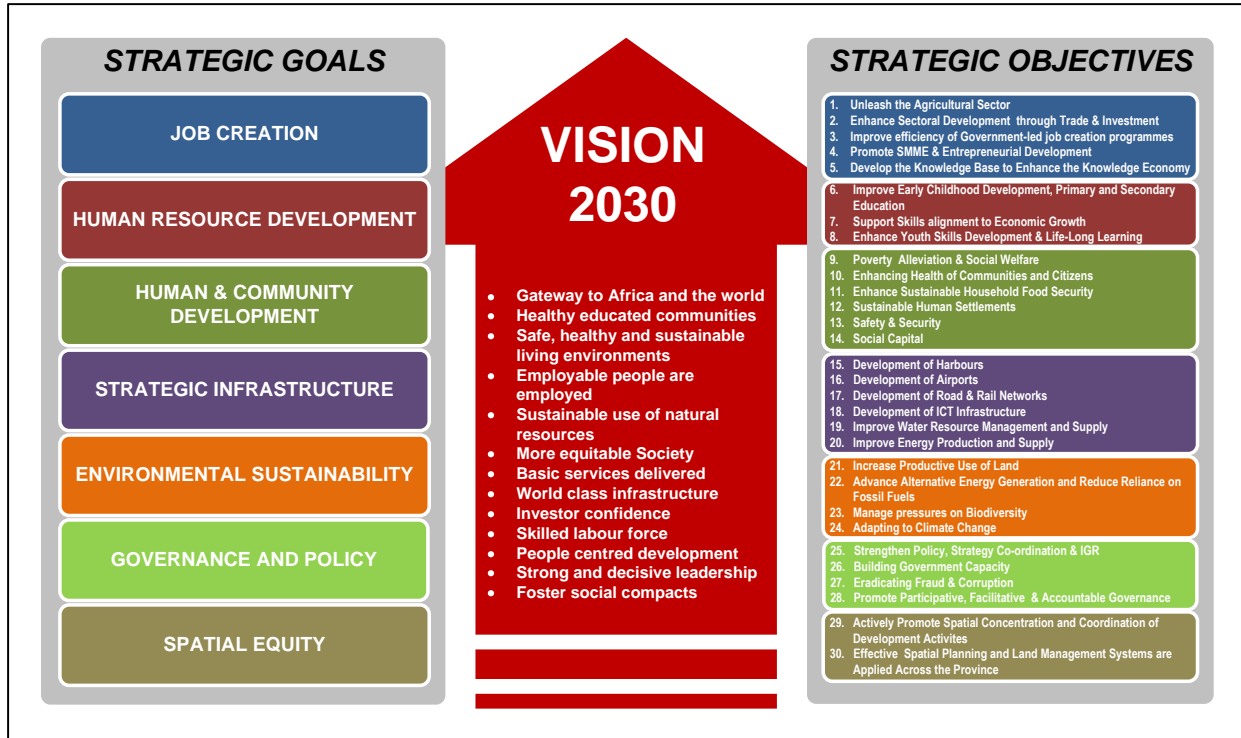 STRATEGIC GOALS
JOB CREATION
HUMAN RESOURCE DEVELOPMENT
HUMAN & COMMUNITY
DEVELOPMENT
STRATEGIC INFRASTRUCTURE
ENVIRONMENTAL SUSTAINABILITY
GOVERNANCE AND POLICY
SPATIAL EQUITY
VISION
2030
• Gateway to Africa and the world
• Healthy educated communities
• Safe, healthy and sustainable
living environments
• Employable people are
employed
• Sustainable use of natural
resources
• More equitable Society
• Basic services delivered
• World class infrastructure
• Investor confidence
• Skilled labour force
• People centred development
• Strong and decisive leadership
• Foster social compacts
STRATEGIC OBJECTIVES
1. Unleash the Agricultural Sector
2. Enhance Sectoral Development through Trade & Investment
3. Improve efficiency of Government-led job creation programmes
4. Promote SMME & Entrepreneurial Development
5. Develop the Knowledge Base to Enhance the Knowledge Economy
6. Improve Early Childhood Development, Primary and Secondary
Education
7. Support Skills alignment to Economic Growth
8. Enhance Youth Skills Development & Life-Long Learning
9. Poverty Alleviation & Social Welfare
10. Enhancing Health of Communities and Citizens
11. Enhance Sustainable Household Food Security
12. Sustainable Human Settlements
13. Safety & Security
14. Social Capital
15. Development of Harbours
16. Development of Airports
17. Development of Road & Rail Networks
18. Development of ICT Infrastructure
19. Improve Water Resource Management and Supply
20. Improve Energy Production and Supply
21. Increase Productive Use of Land
22. Advance Alternative Energy Generation and Reduce Reliance on
Fossil Fuels
23. Manage pressures on Biodiversity
24. Adapting to Climate Change
25. Strengthen Policy, Strategy Co-ordination & IGR
26. Building Government Capacity
27. Eradicating Fraud & Corruption
28. Promote Participative, Facilitative & Accountable Governance
29. Actively Promote Spatial Concentration and Coordination of
Development Activites
30. Effective Spatial Planning and Land Management Systems are
Applied Across the Province